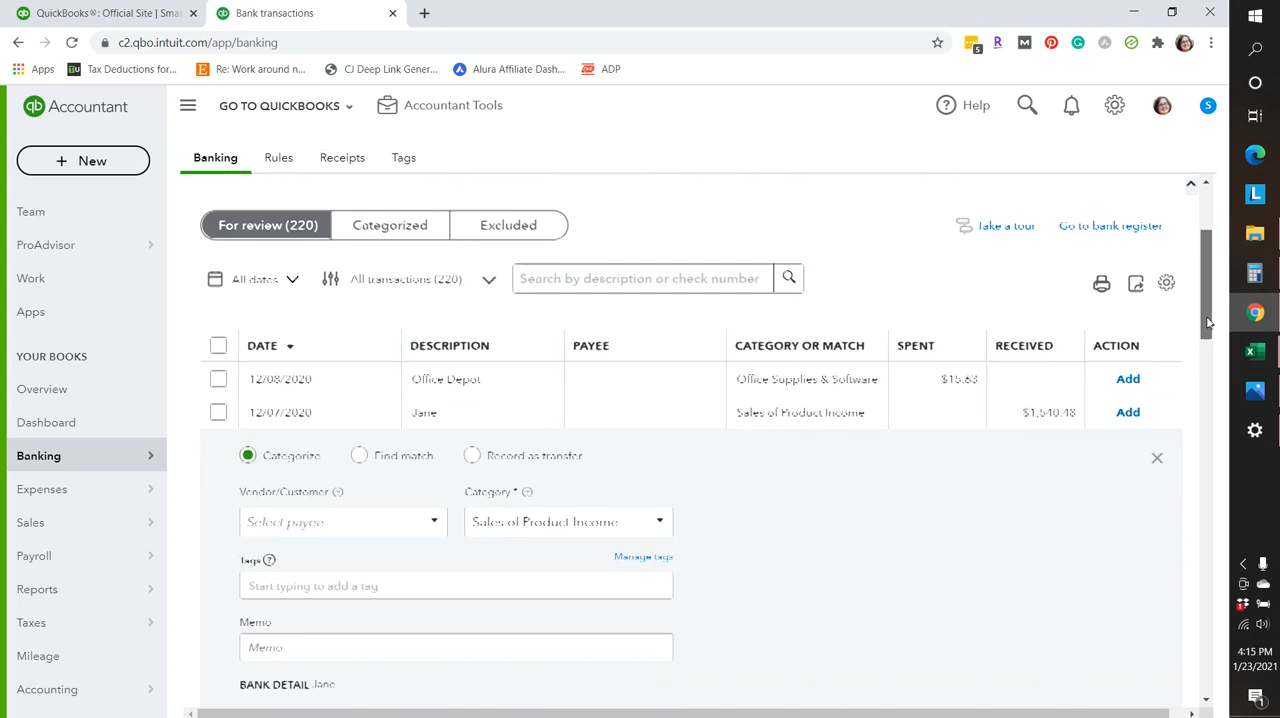 QuickBooks®: Official Site | Smar
Bank transactions
c2.qbo.intuit.com/app/banking
5
Apps
Tax Deductions for...
Re: Work around n...
CJ Deep Link Gener...
Alura Affiliate Dash...
ADP
qb Accountant
GO TO QUICKBOOKS
Accountant Tools
Help
S
+ New
Banking
Rules
Receipts
Tags
Team
ProAdvisor
Work
Apps
YOUR BOOKS
Overview
Dashboard
Banking
Expenses
Sales
Payroll
Reports
Taxes
Mileage
Accounting
For review (220)
Categorized
Excluded
Take a tour
Go to bank register
All dates
All transactions (220)
Search by description or check number
DATE DESCRIPTION PAYEE CATEGORY OR MATCH SPENT RECEIVED ACTION
12/08/2020 Office Depot Office Supplies & Software $15.63 Add
12/07/2020 Jane Sales of Product Income $1,540.48 Add
Categorize
Find match
Record as transfer
Vendor/Customer
Category *
Select payee
Sales of Product Income
Tags
Manage tags
Start typing to add a tag
Memo
Memo
BANK DETAIL Jane
4:15 PM
1/23/2021
1